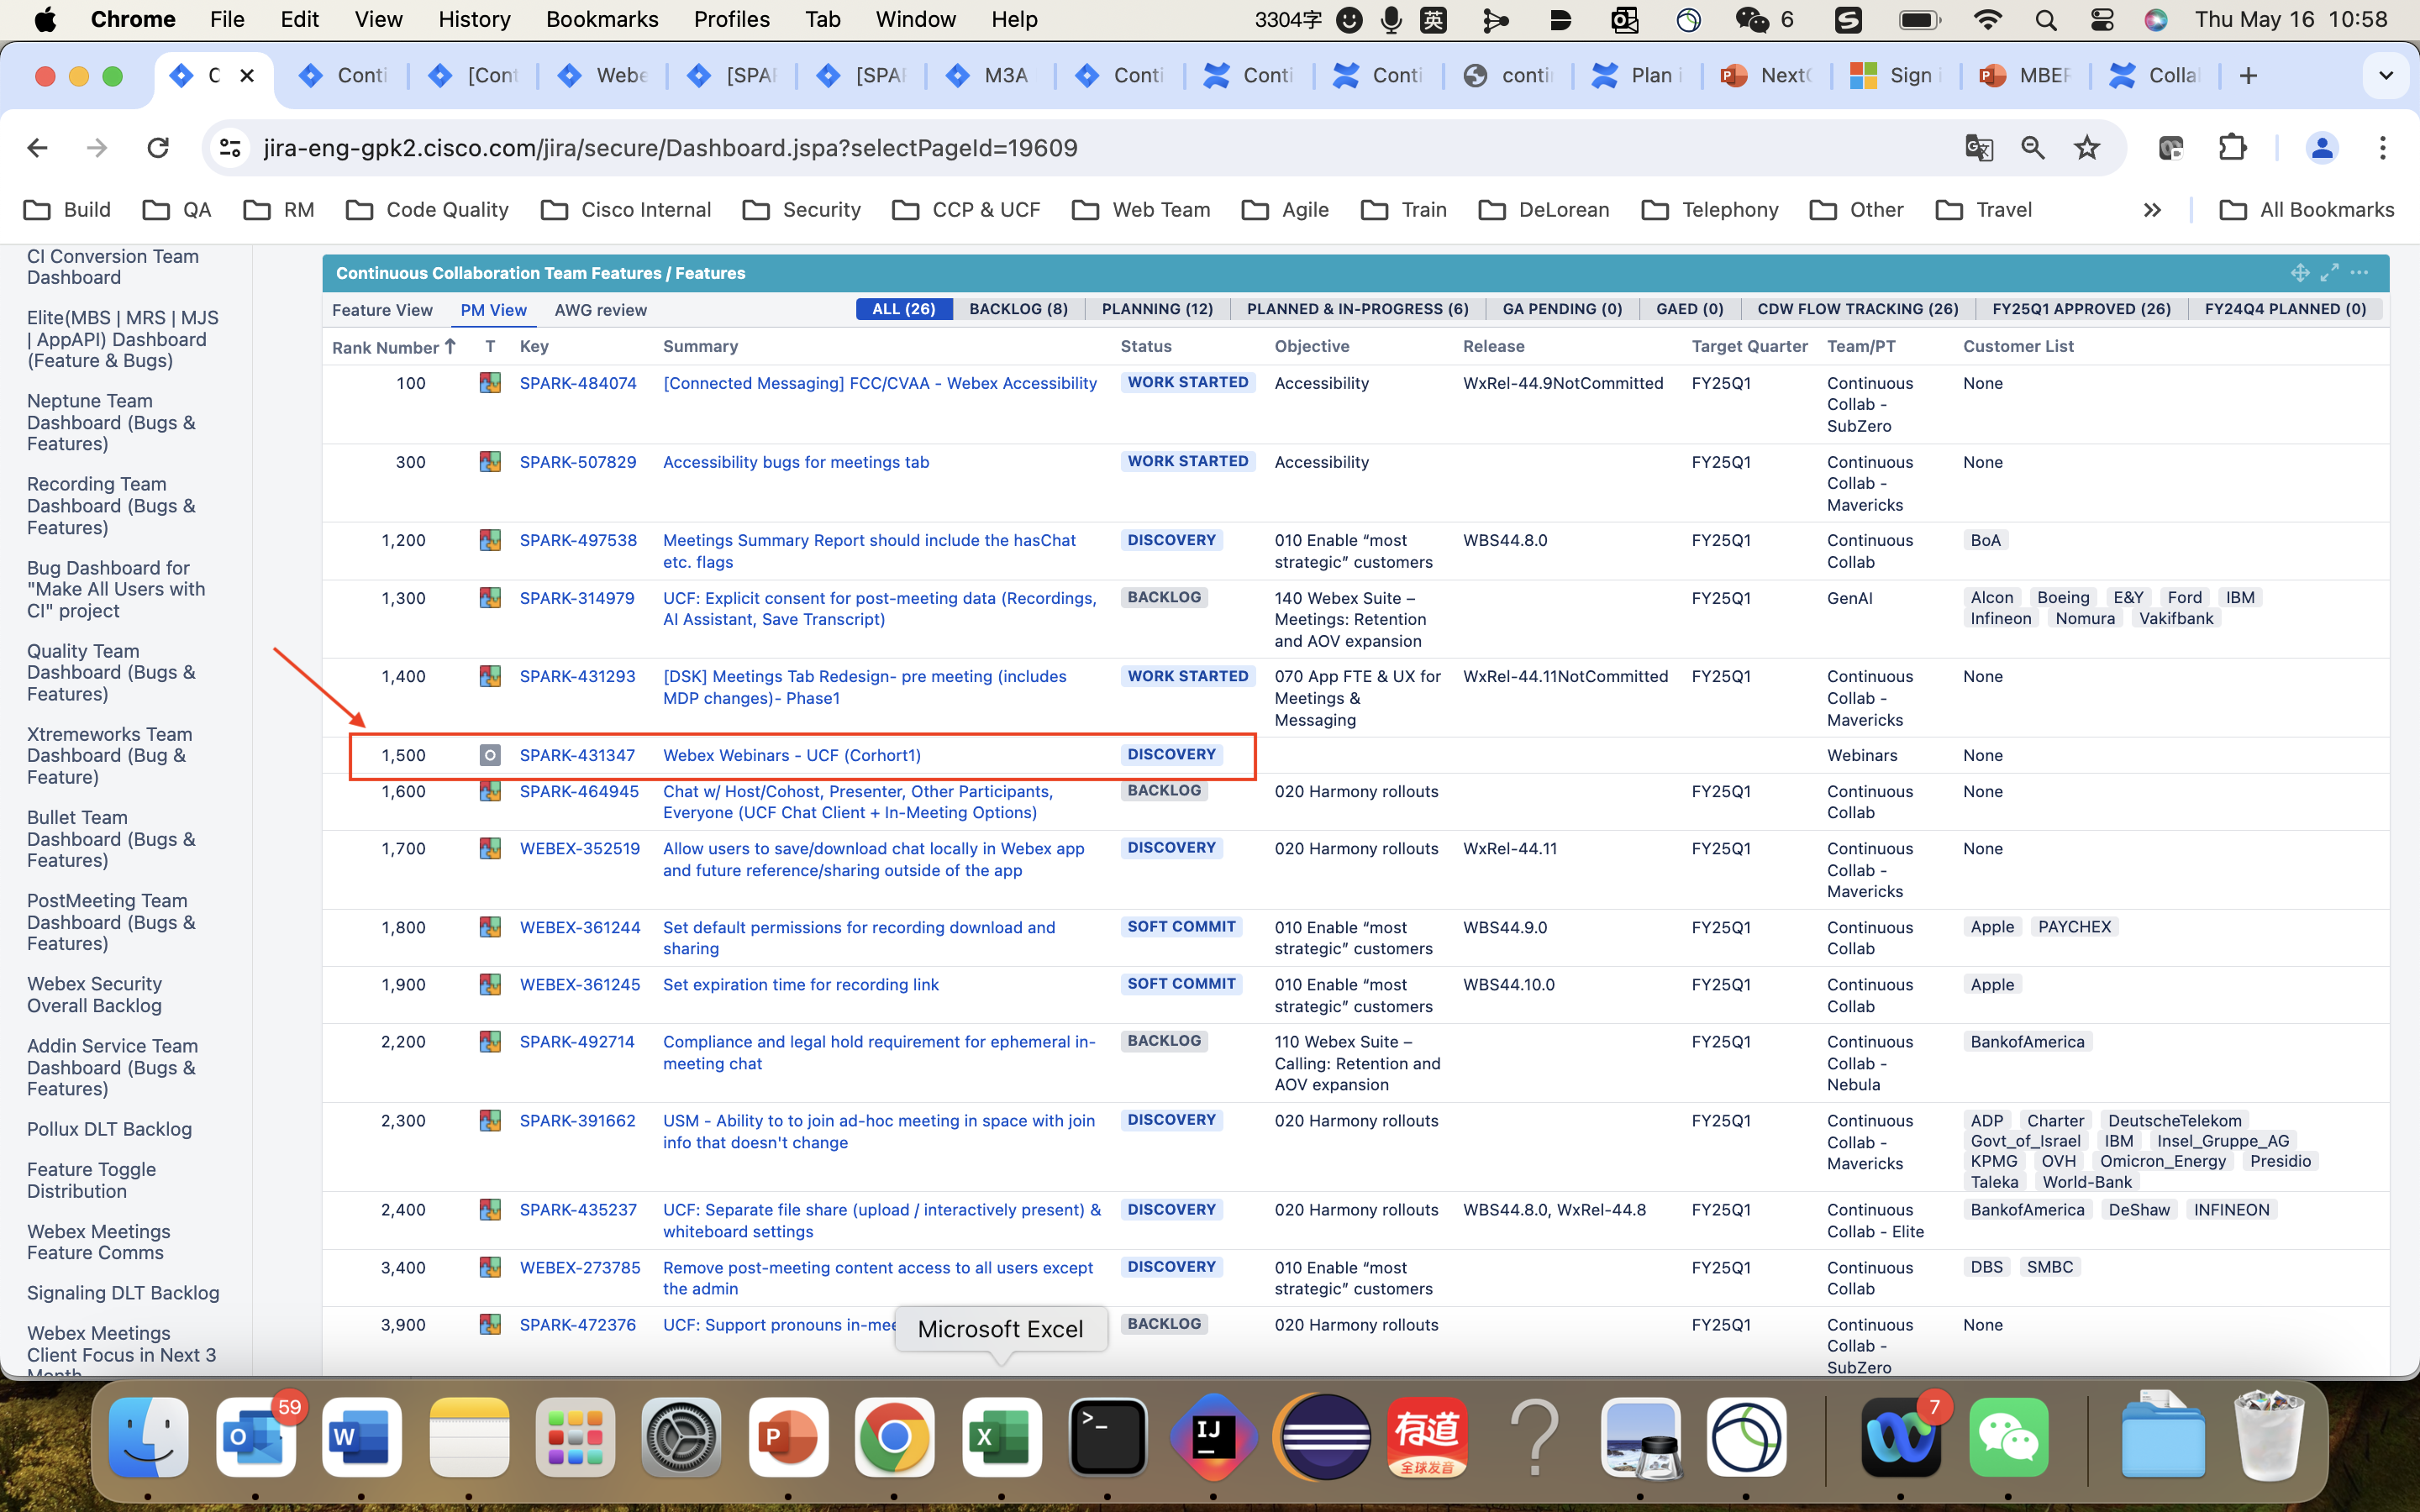 Chrome File Edit View History Bookmarks Profiles Tab Window Help 3304字 英 6 Thu May 16 10:58
C Conti [Cont Webe [SPAR [SPAR M3A Conti Conti Conti contin Plan i NextG Sign MBER Collal
jira-eng-gpk2.cisco.com/jira/secure/Dashboard.jspa?selectPageId=19609
Build QA RM Code Quality Cisco Internal Security CCP & UCF Web Team Agile Train DeLorean Telephony Other Travel » All Bookmarks
CI Conversion Team
Dashboard
Elite(MBS | MRS | MJS
| AppAPI) Dashboard
(Feature & Bugs)
Neptune Team
Dashboard (Bugs &
Features)
Recording Team
Dashboard (Bugs &
Features)
Bug Dashboard for
"Make All Users with
CI" project
Quality Team
Dashboard (Bugs &
Features)
Xtremeworks Team
Dashboard (Bug &
Feature)
Bullet Team
Dashboard (Bugs &
Features)
PostMeeting Team
Dashboard (Bugs &
Features)
Webex Security
Overall Backlog
Addin Service Team
Dashboard (Bugs &
Features)
Pollux DLT Backlog
Feature Toggle
Distribution
Webex Meetings
Feature Comms
Signaling DLT Backlog
Webex Meetings
Client Focus in Next 3
Month
Continuous Collaboration Team Features / Features
Feature View PM View AWG review ALL (26) BACKLOG (8) PLANNING (12) PLANNED & IN-PROGRESS (6) GA PENDING (0) GAED (0) CDW FLOW TRACKING (26) FY25Q1 APPROVED (26) FY24Q4 PLANNED (0)
Rank Number T Key Summary Status Objective Release Target Quarter Team/PT Customer List
100 SPARK-484074 [Connected Messaging] FCC/CVAA - Webex Accessibility WORK STARTED Accessibility WxRel-44.9NotCommitted FY25Q1 Continuous None
Collab -
SubZero
300 SPARK-507829 Accessibility bugs for meetings tab WORK STARTED Accessibility FY25Q1 Continuous None
Collab -
Mavericks
1,200 SPARK-497538 Meetings Summary Report should include the hasChat DISCOVERY 010 Enable “most WBS44.8.0 FY25Q1 Continuous BoA
etc. flags strategic” customers Collab
1,300 SPARK-314979 UCF: Explicit consent for post-meeting data (Recordings, BACKLOG 140 Webex Suite – FY25Q1 GenAI Alcon Boeing E&Y Ford IBM
AI Assistant, Save Transcript) Meetings: Retention Infineon Nomura Vakifbank
and AOV expansion
1,400 SPARK-431293 [DSK] Meetings Tab Redesign- pre meeting (includes WORK STARTED 070 App FTE & UX for WxRel-44.11NotCommitted FY25Q1 Continuous None
MDP changes)- Phase1 Meetings & Collab -
Messaging Mavericks
1,500 O SPARK-431347 Webex Webinars - UCF (Corhort1) DISCOVERY Webinars None
1,600 SPARK-464945 Chat w/ Host/Cohost, Presenter, Other Participants, BACKLOG 020 Harmony rollouts FY25Q1 Continuous None
Everyone (UCF Chat Client + In-Meeting Options) Collab
1,700 WEBEX-352519 Allow users to save/download chat locally in Webex app DISCOVERY 020 Harmony rollouts WxRel-44.11 FY25Q1 Continuous None
and future reference/sharing outside of the app Collab -
Mavericks
1,800 WEBEX-361244 Set default permissions for recording download and SOFT COMMIT 010 Enable “most WBS44.9.0 FY25Q1 Continuous Apple PAYCHEX
sharing strategic” customers Collab
1,900 WEBEX-361245 Set expiration time for recording link SOFT COMMIT 010 Enable “most WBS44.10.0 FY25Q1 Continuous Apple
strategic” customers Collab
2,200 SPARK-492714 Compliance and legal hold requirement for ephemeral in- BACKLOG 110 Webex Suite – FY25Q1 Continuous BankofAmerica
meeting chat Calling: Retention and Collab -
AOV expansion Nebula
2,300 SPARK-391662 USM - Ability to to join ad-hoc meeting in space with join DISCOVERY 020 Harmony rollouts FY25Q1 Continuous ADP Charter DeutscheTelekom
info that doesn't change Collab - Govt_of_Israel IBM Insel_Gruppe_AG
Mavericks KPMG OVH Omicron_Energy Presidio
Taleka World-Bank
2,400 SPARK-435237 UCF: Separate file share (upload / interactively present) & DISCOVERY 020 Harmony rollouts WBS44.8.0, WxRel-44.8 FY25Q1 Continuous BankofAmerica DeShaw INFINEON
whiteboard settings Collab - Elite
3,400 WEBEX-273785 Remove post-meeting content access to all users except DISCOVERY 010 Enable “most FY25Q1 Continuous DBS SMBC
the admin strategic” customers Collab
3,900 SPARK-472376 UCF: Support pronouns in-mee BACKLOG 020 Harmony rollouts FY25Q1 Continuous None
Collab -
SubZero
Microsoft Excel
59 7
O W P X >_ IJ 有道
全球发音